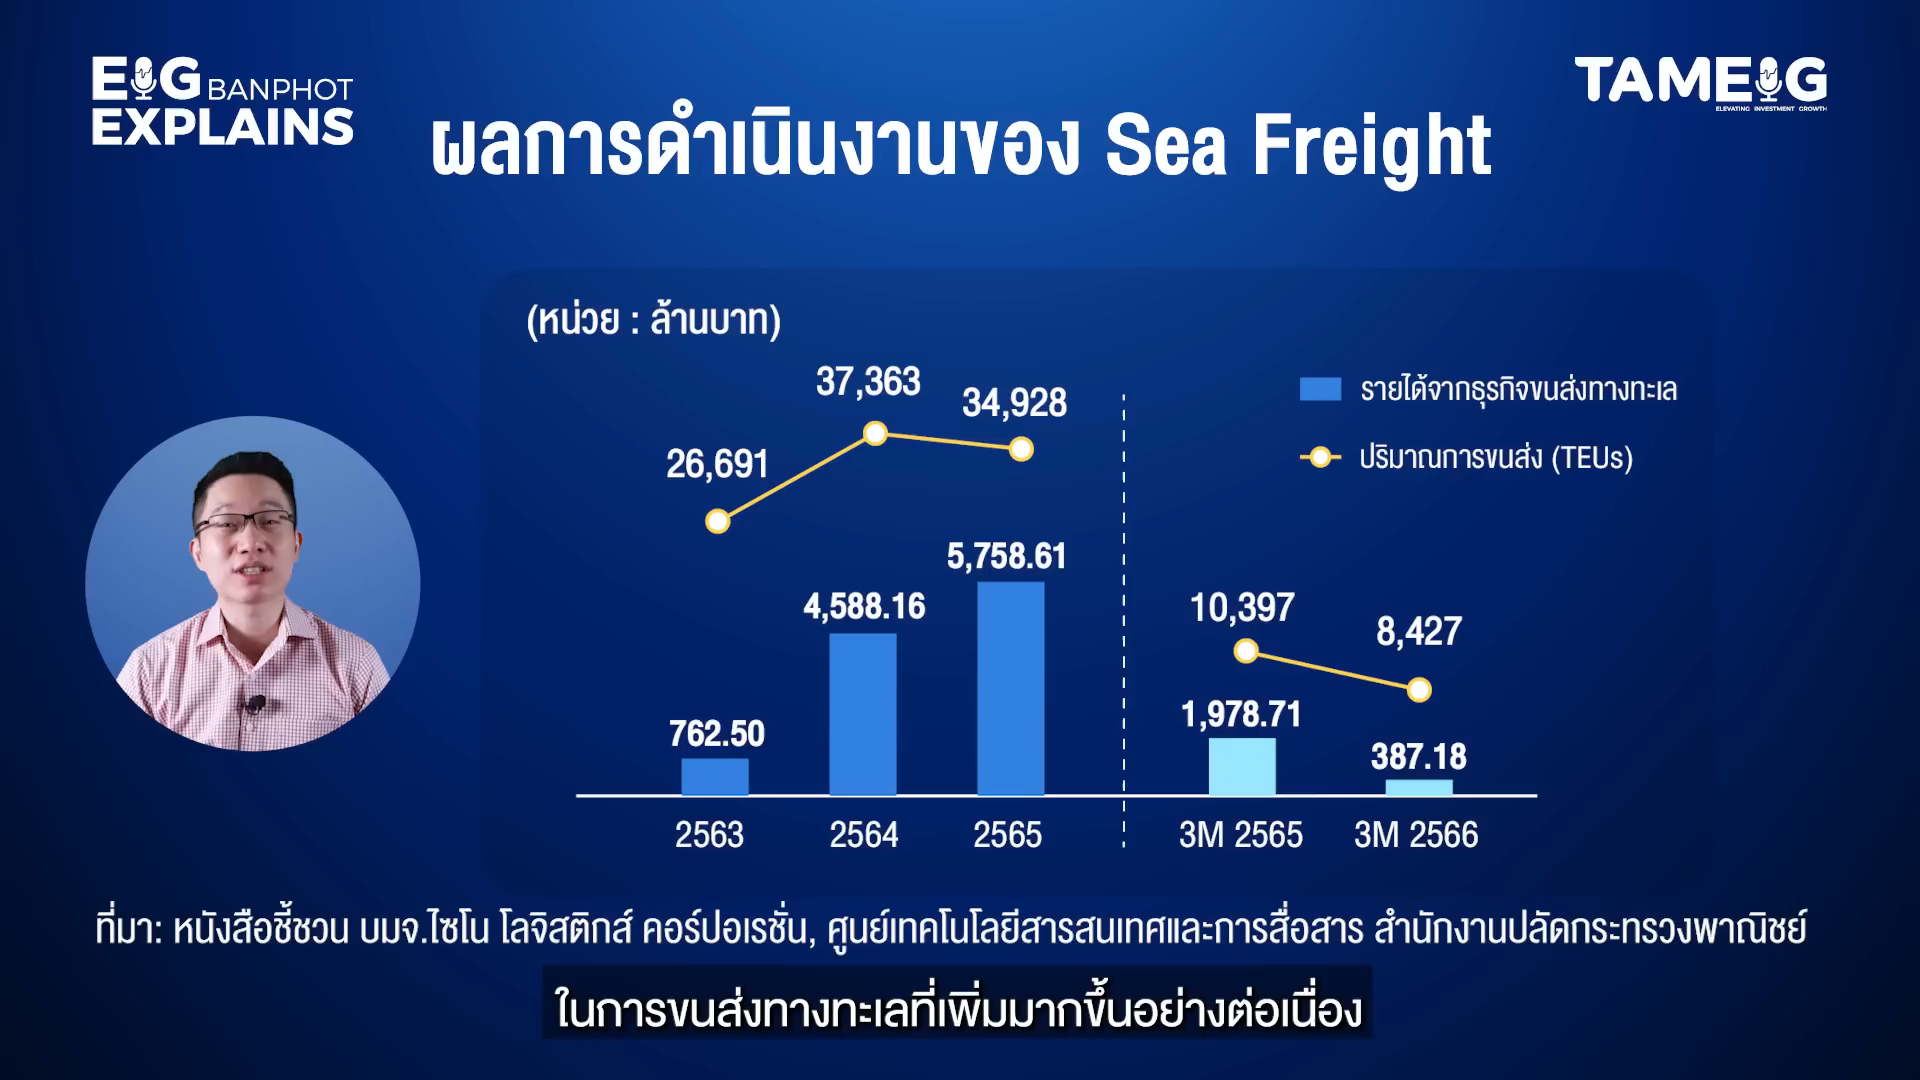 EIG BANPHOT
EXPLAINS
TAMEIG
ELEVATING INVESTMENT GROWTH
ผลการดำเนินงานของ Sea Freight
(หน่วย : ล้านบาท)
รายได้จากธุรกิจขนส่งทางทะเล
ปริมาณการขนส่ง (TEUs)
26,691
37,363
34,928
10,397
8,427
762.50
4,588.16
5,758.61
1,978.71
387.18
2563
2564
2565
3M 2565
3M 2566
ที่มา: หนังสือชี้ชวน บมจ.ไซโน โลจิสติกส์ คอร์ปอเรชั่น, ศูนย์เทคโนโลยีสารสนเทศและการสื่อสาร สำนักงานปลัดกระทรวงพาณิชย์
ในการขนส่งทางทะเลที่เพิ่มมากขึ้นอย่างต่อเนื่อง